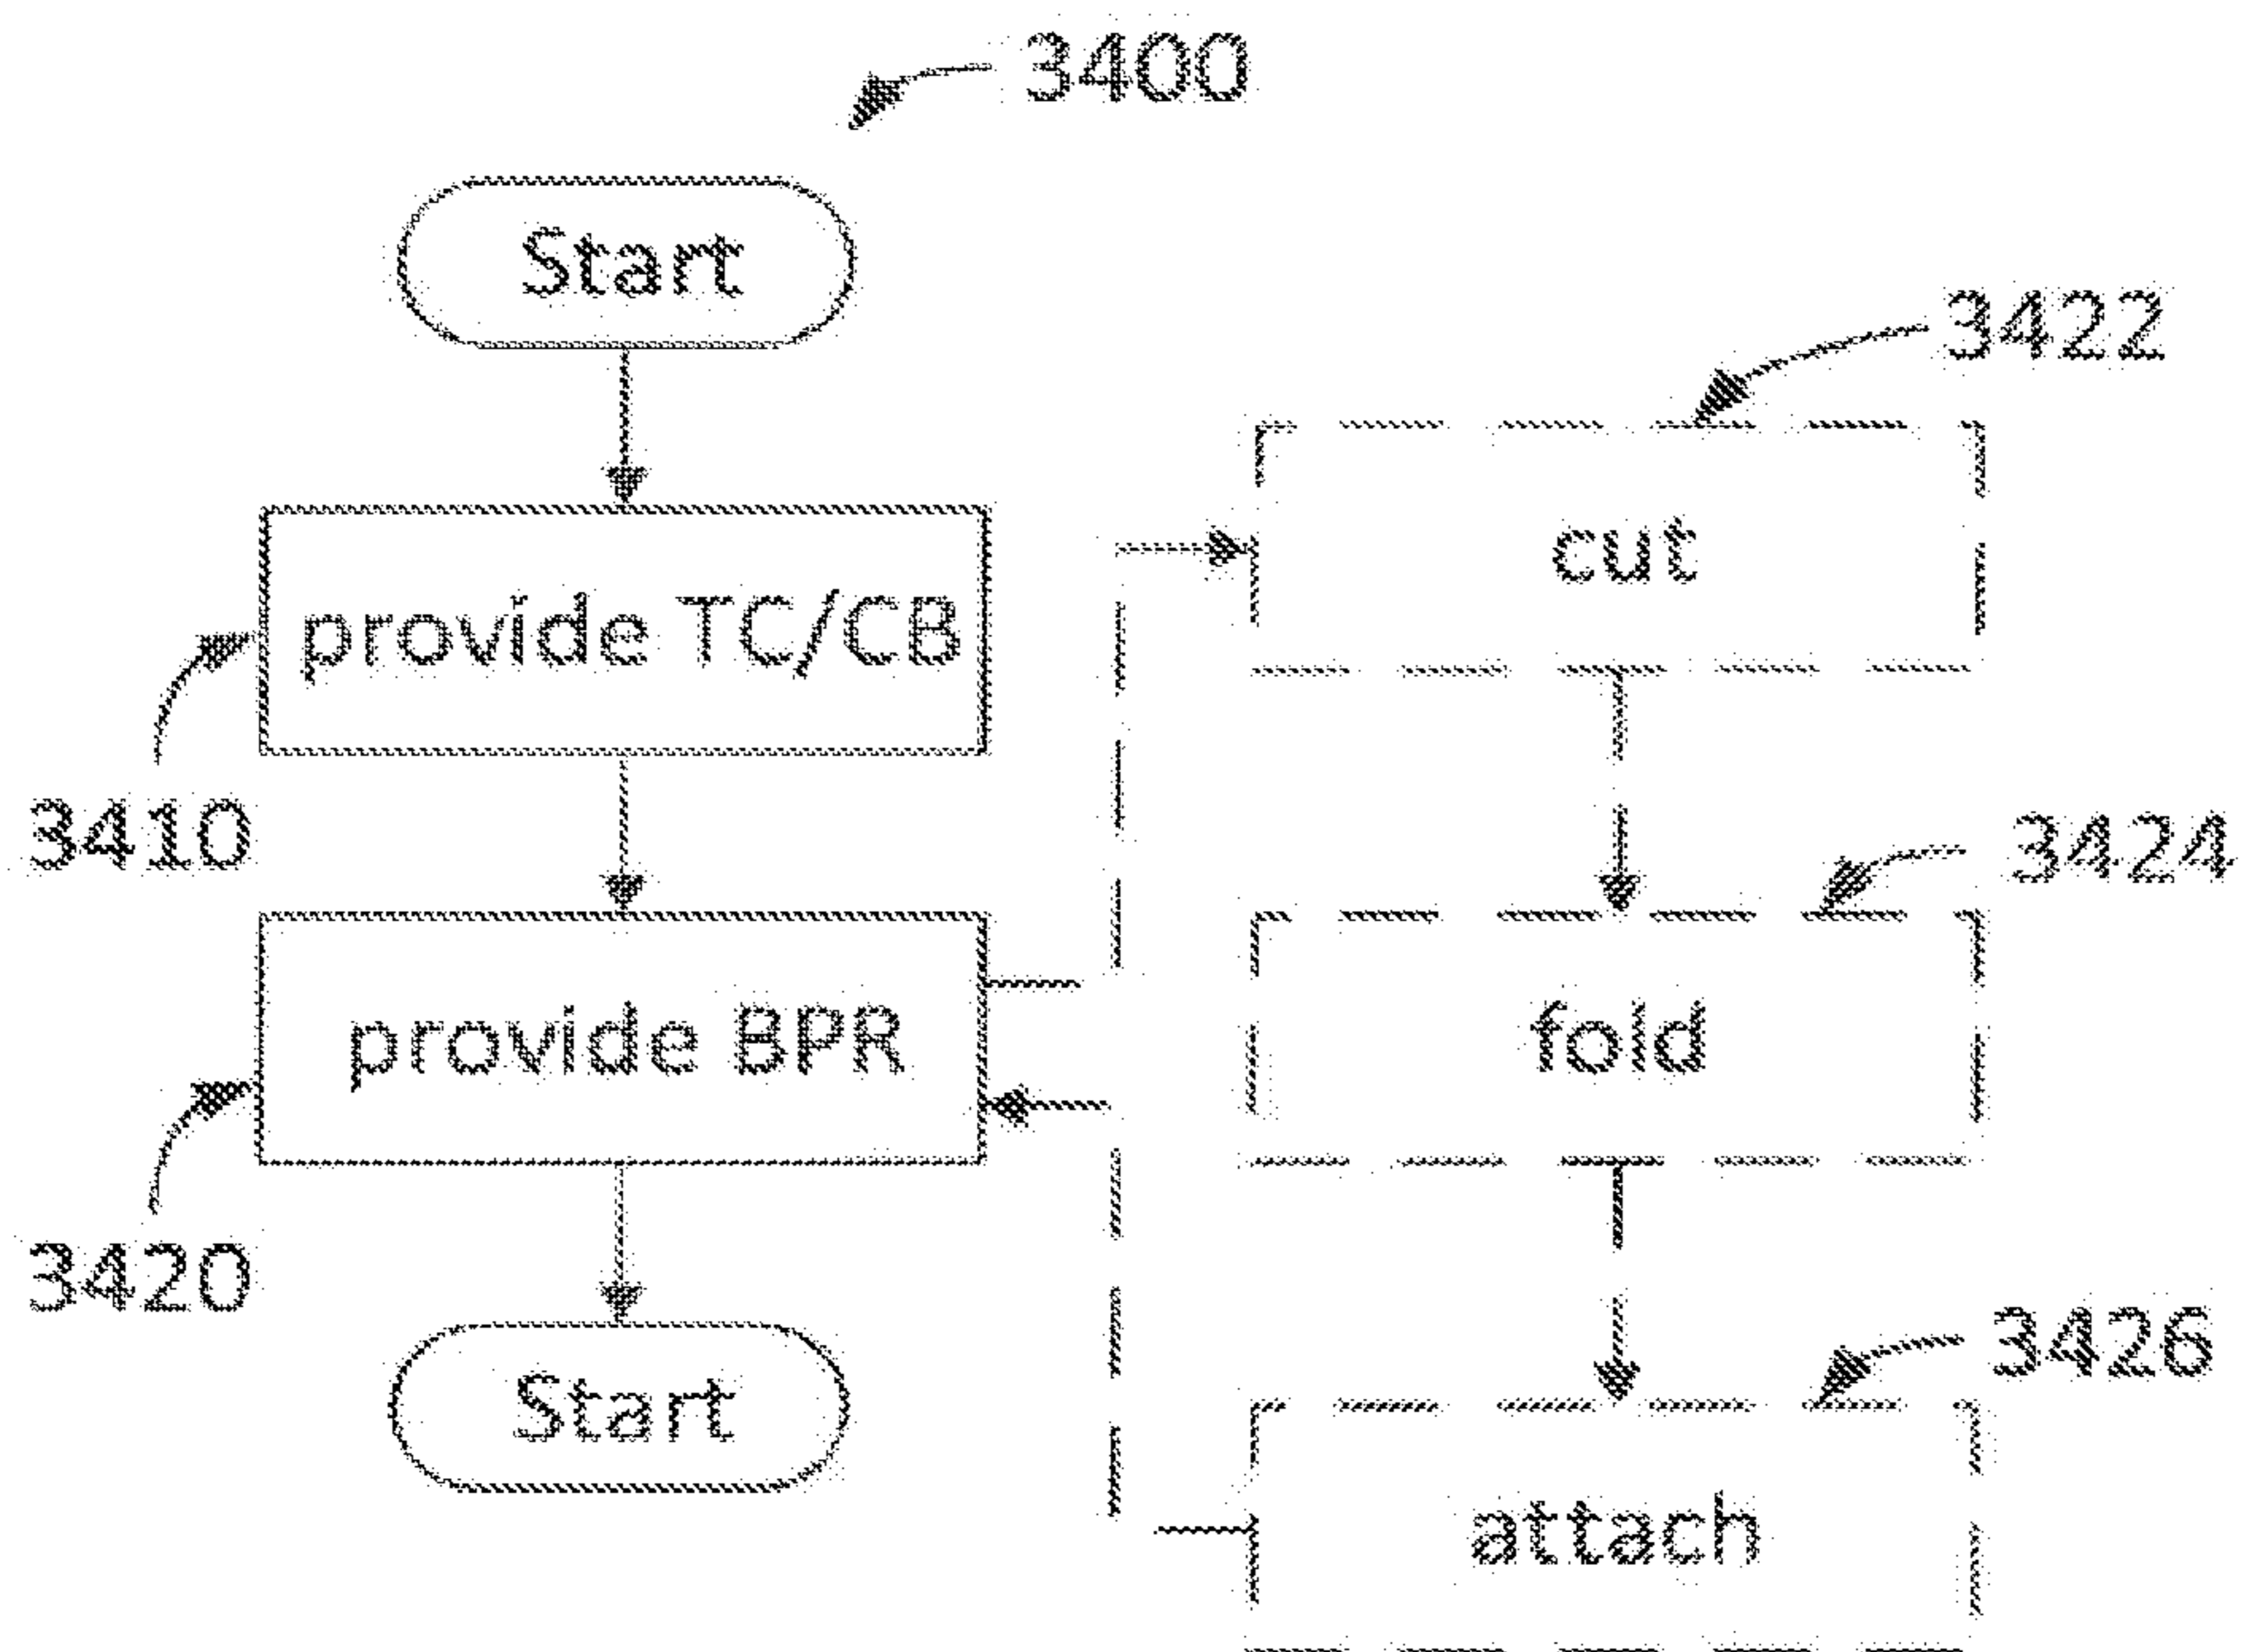 3400
Start
3422
cut
provide TC/CB
3410
3424
fold
provide BPR
3420
3426
Start
attach